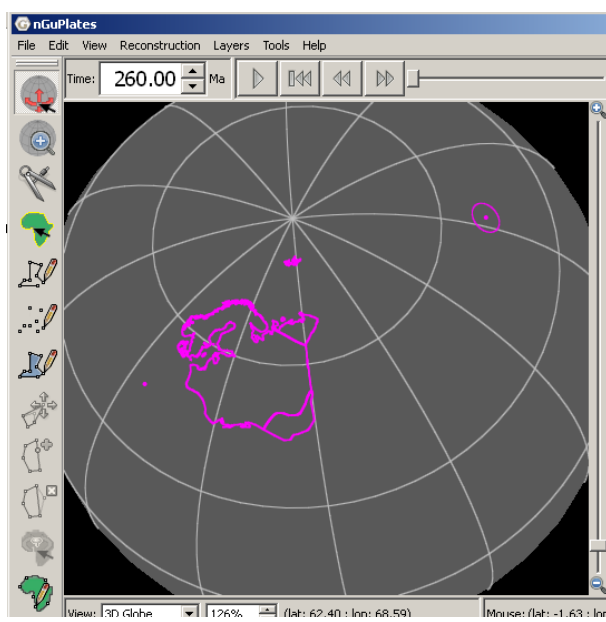 nGuPlates
File Edit View Reconstruction Layers Tools Help
Time: 260.00 Ma
View: 3D Globe 126% (lat: 62.40 ; lon: 68.59) Mouse: (lat: -1.63 ; lon